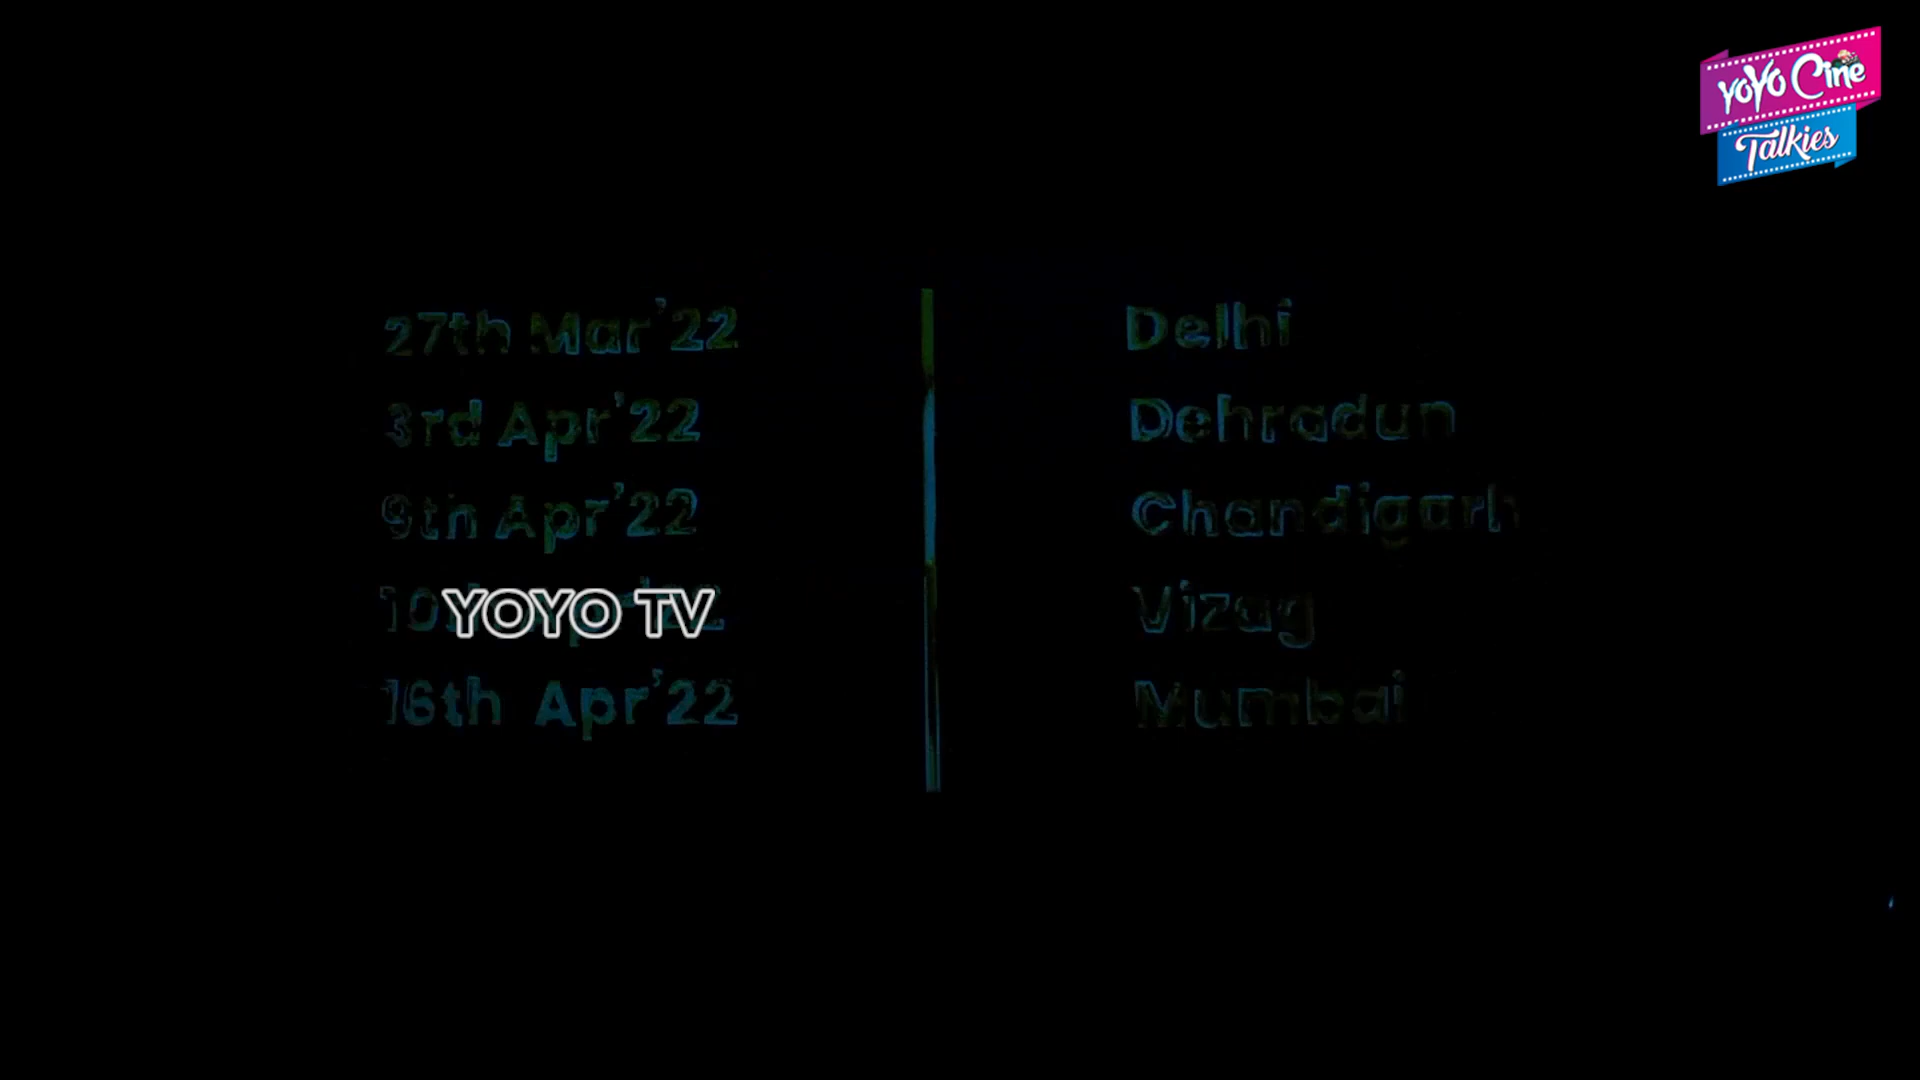 YOYO Cine
Talkies
27th Mar'22 Delhi
3rd Apr'22 Dehradun
9th Apr'22 Chandigarh
YOYO TV
Vizag
16th Apr'22 Mumbai